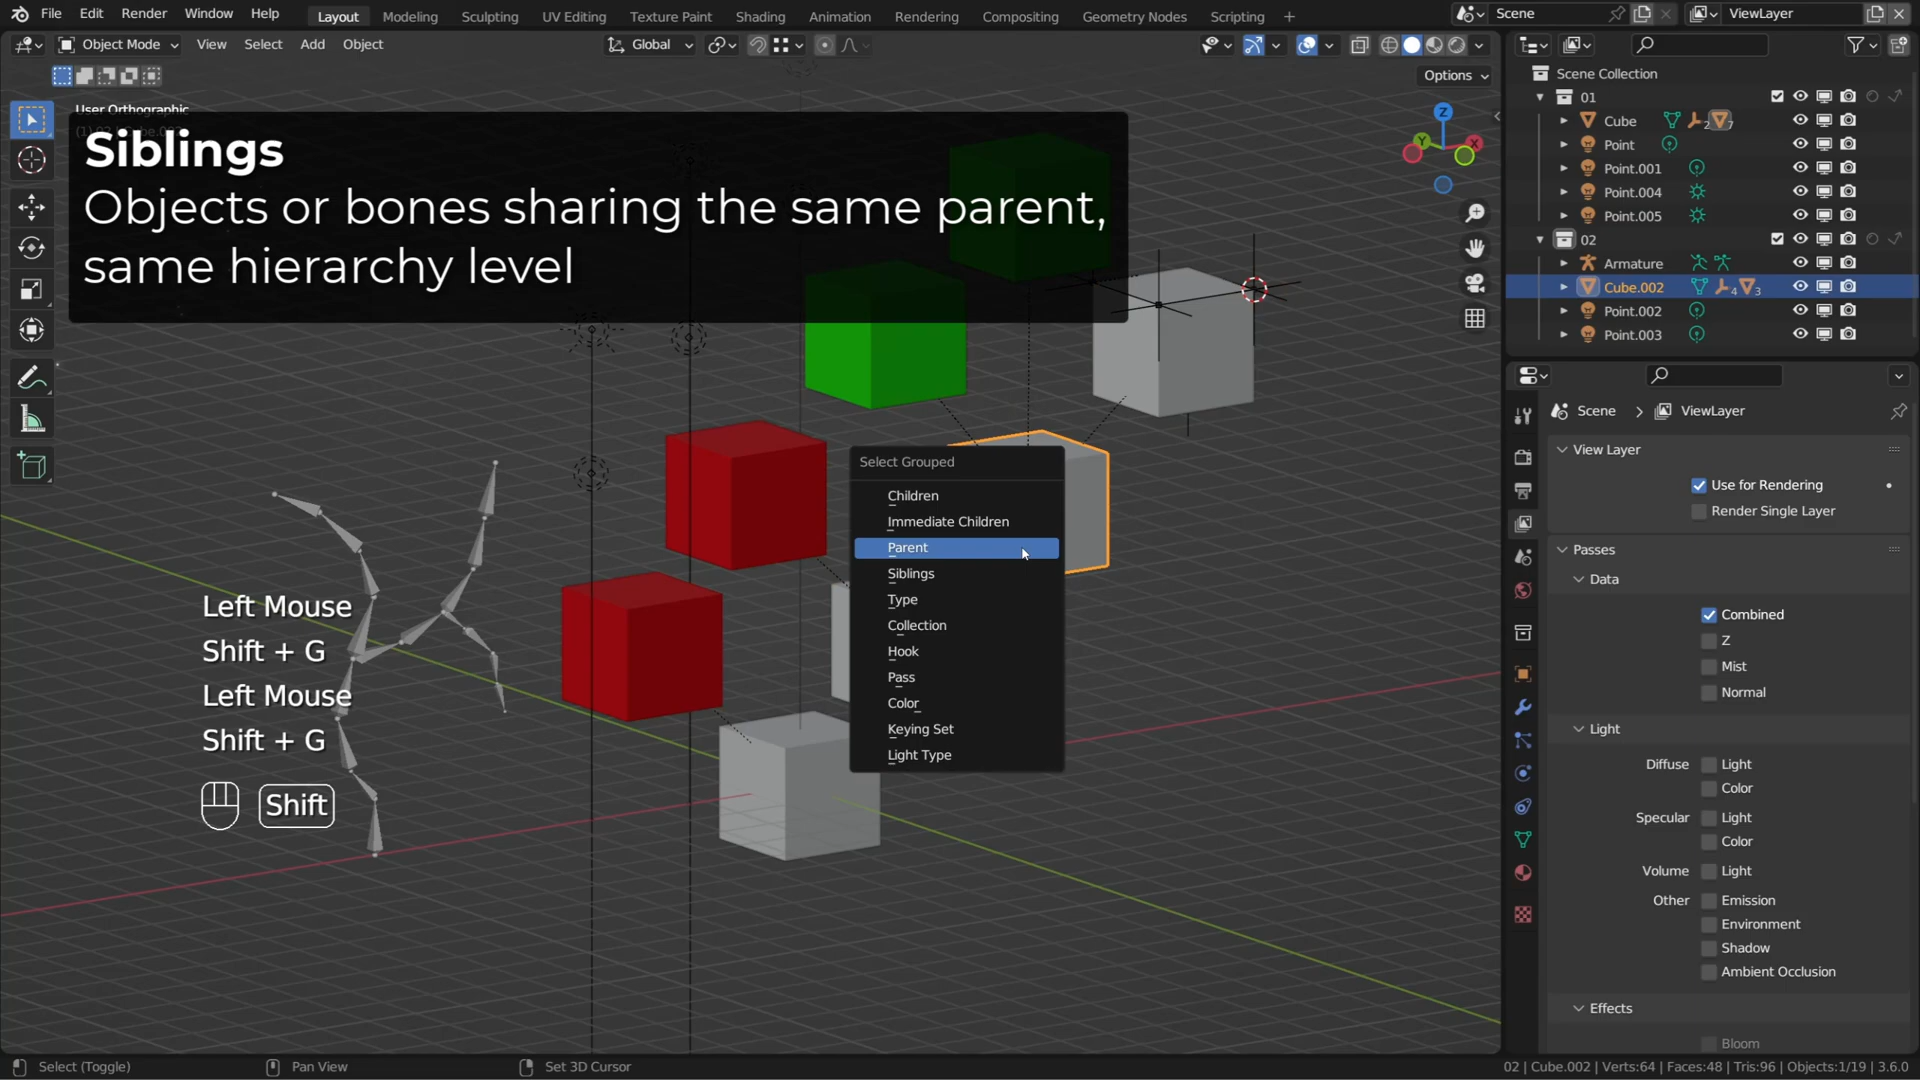 File Edit Render Window Help Layout Modeling Sculpting UV Editing Texture Paint Shading Animation Rendering Compositing Geometry Nodes Scripting + Scene ViewLayer
Object Mode View Select Add Object Global
Options
User Orthographic
Siblings
Objects or bones sharing the same parent,
same hierarchy level
Z
Y
X
Left Mouse
Shift + G
Left Mouse
Shift + G
Shift
Select Grouped
Children
Immediate Children
Parent
Siblings
Type
Collection
Hook
Pass
Color
Keying Set
Light Type
Scene Collection
01
Cube 2 7
Point
Point.001
Point.004
Point.005
02
Armature
Cube.002 4 3
Point.002
Point.003
Scene > ViewLayer
View Layer
Use for Rendering
Render Single Layer
Passes
Data
Combined
Z
Mist
Normal
Light
Diffuse Light
Color
Specular Light
Color
Volume Light
Other Emission
Environment
Shadow
Ambient Occlusion
Effects
Bloom
Select (Toggle) Pan View Set 3D Cursor 02 | Cube.002 | Verts:64 | Faces:48 | Tris:96 | Objects:1/19 | 3.6.0